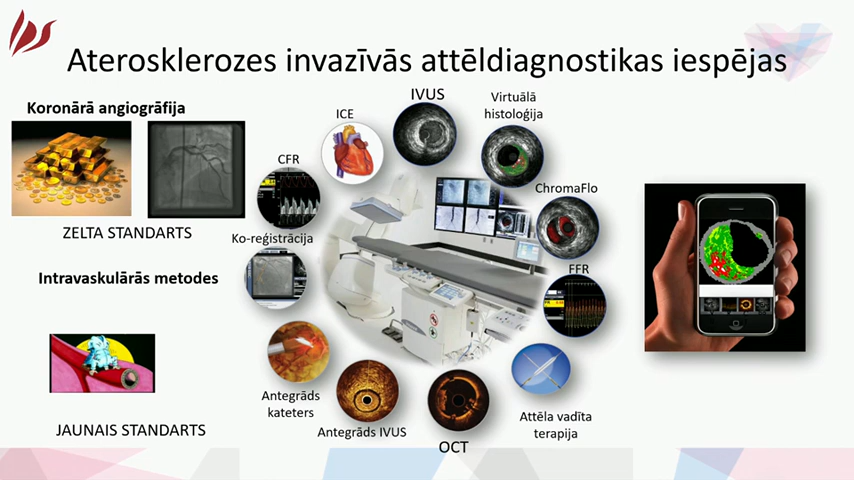 Aterosklerozes invazīvās attēldiagnostikas iespējas
Koronārā angiogrāfija
ZELTA STANDARTS
Intravaskulārās metodes
JAUNAIS STANDARTS
IVUS
Virtuālā
histoloģija
ChromaFlo
FFR
Attēla vadīta
terapija
OCT
Antegrāds IVUS
Antegrāds
kateters
Ko-reģistrācija
CFR
ICE